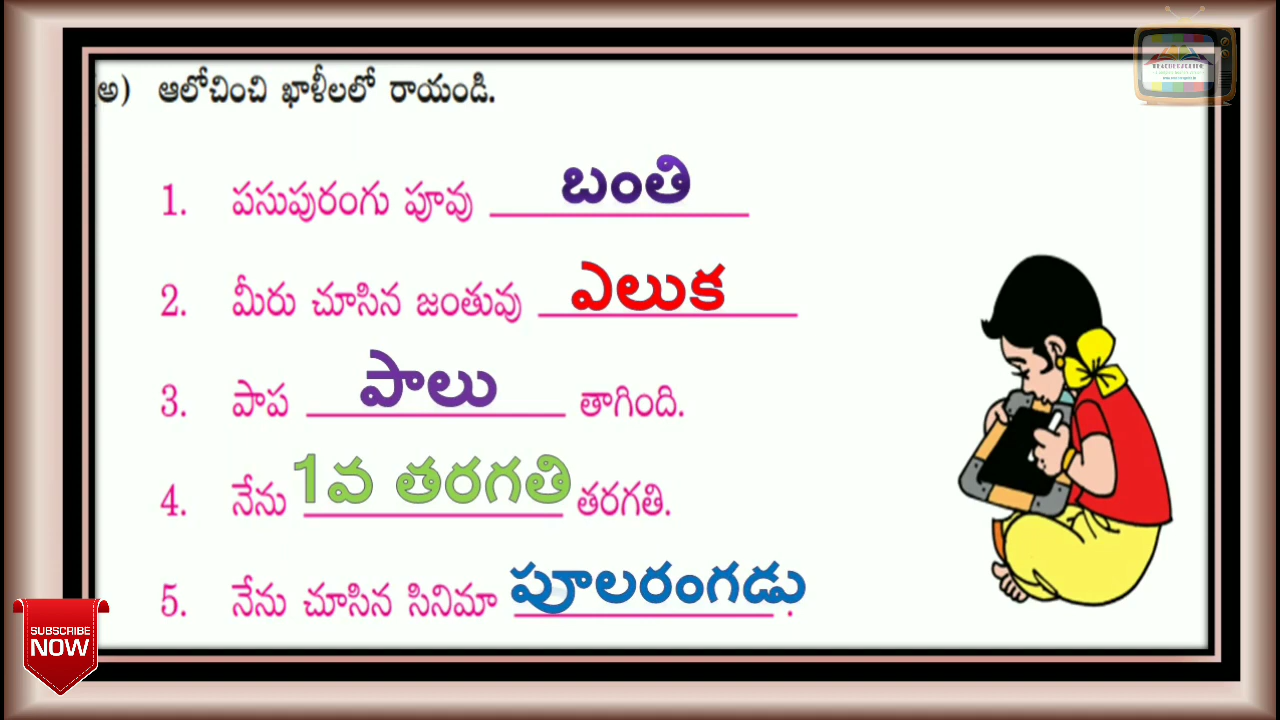 (అ) ఆలోచించి ఖాళీలలో రాయండి.
1. పసుపురంగు పూవు బంతి
2. మీరు చూసిన జంతువు ఎలుక
3. పాప పాలు తాగింది.
4. నేను 1వ తరగతి తరగతి.
5. నేను చూసిన సినిమా పూలరంగడు .
SUBSCRIBE
NOW